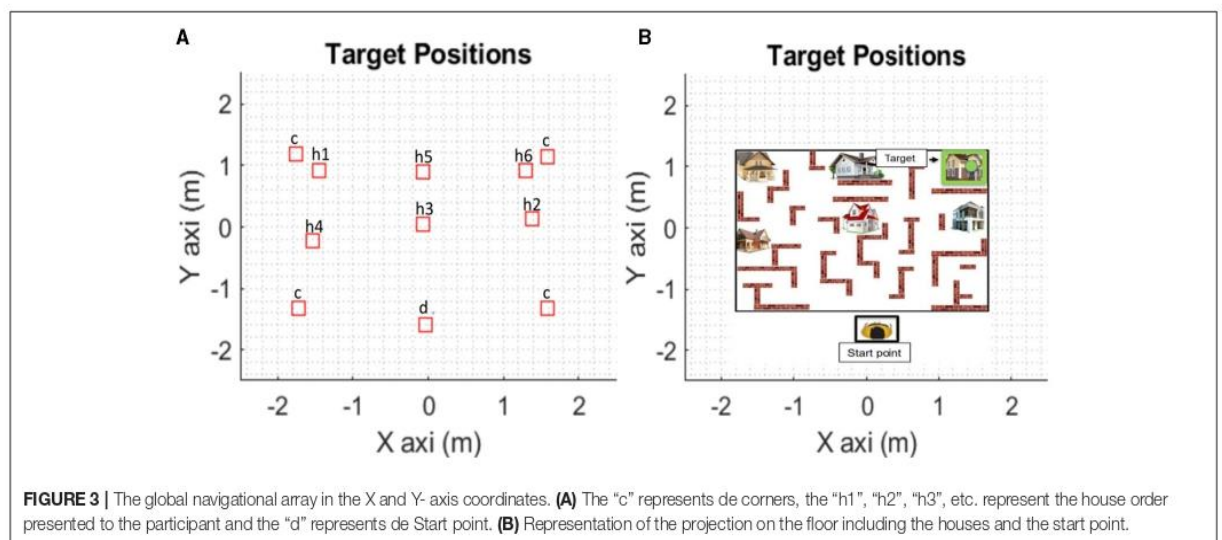 A
Target Positions
2
1
0
-1
-2
Y axi (m)
c
h1
h5
h6
c
h4
h3
h2
c
d
c
-2 -1 0 1 2
X axi (m)
B
Target Positions
2
1
0
-1
-2
Y axi (m)
Target
Start point
-2 -1 0 1 2
X axi (m)
FIGURE 3 | The global navigational array in the X and Y- axis coordinates. (A) The “c” represents de corners, the “h1”, “h2”, “h3”, etc. represent the house order
presented to the participant and the “d” represents de Start point. (B) Representation of the projection on the floor including the houses and the start point.